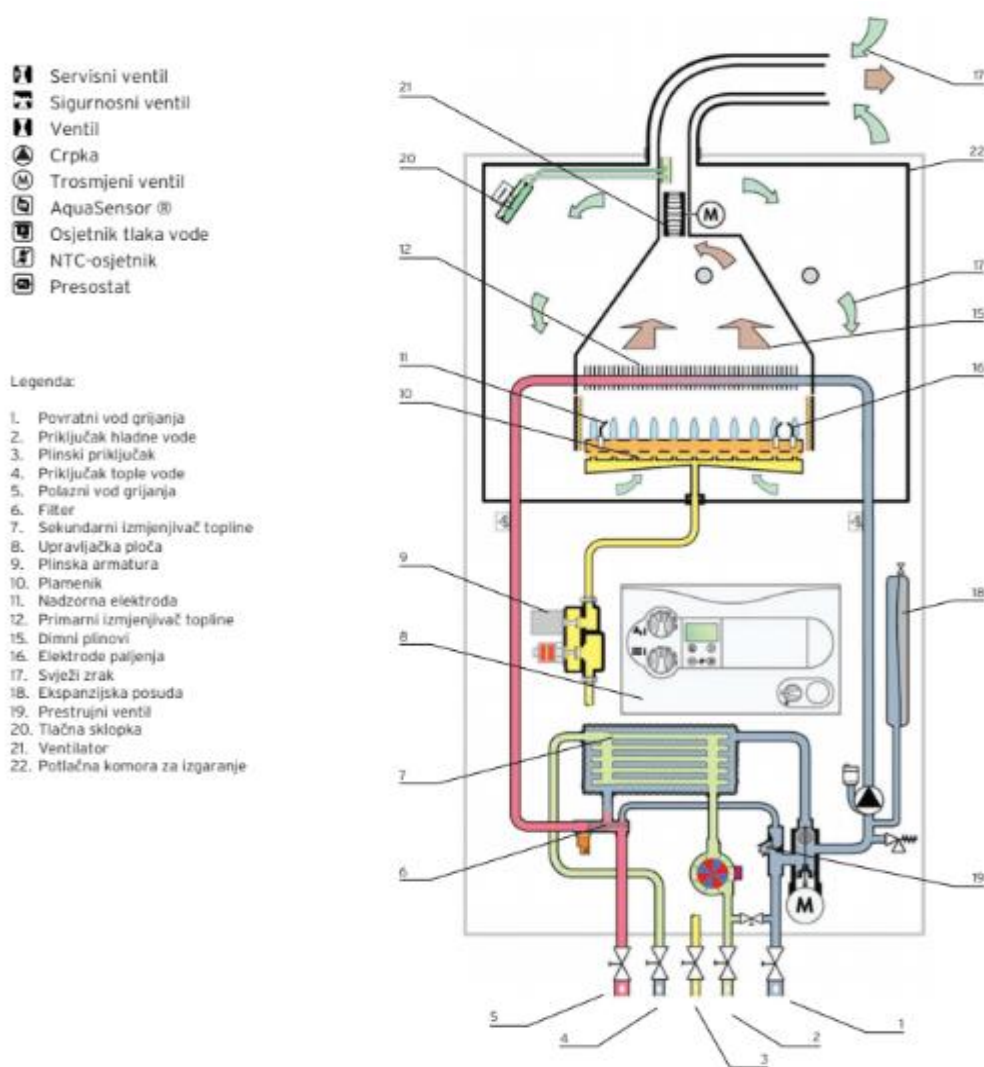 Servisni ventil
Sigurnosni ventil
Ventil
Crpka
M Trosmjeni ventil
AquaSensor ®
Osjetnik tlaka vode
NTC-osjetnik
Presostat
Legenda:
1. Povratni vod grijanja
2. Priključak hladne vode
3. Plinski priključak
4. Priključak tople vode
5. Polazni vod grijanja
6. Filter
7. Sekundarni izmjenjivač topline
8. Upravljačka ploča
9. Plinska armatura
10. Plamenik
11. Nadzorna elektroda
12. Primarni izmjenjivač topline
15. Dimni plinovi
16. Elektrode paljenja
17. Svježi zrak
18. Ekspanzijska posuda
19. Prestrujni ventil
20. Tlačna sklopka
21. Ventilator
22. Potlačna komora za izgaranje
17
21
22
20
M
12
17
15
11
16
10
9
18
8
7
6
19
M
5
4
3
2
1